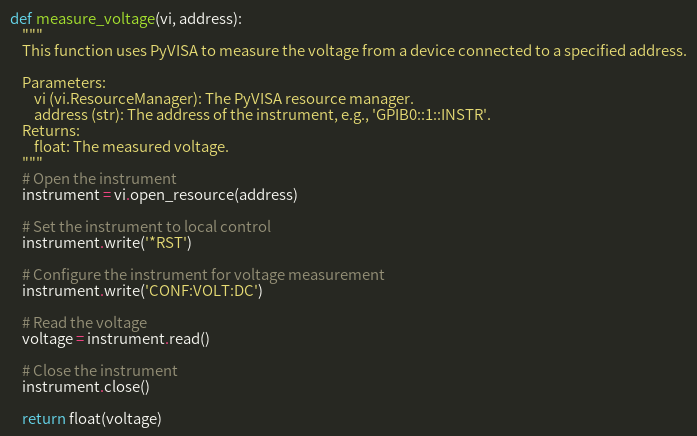 def measure_voltage(vi, address):
    """
    This function uses PyVISA to measure the voltage from a device connected to a specified address.

    Parameters:
        vi (vi.ResourceManager): The PyVISA resource manager.
        address (str): The address of the instrument, e.g., 'GPIB0::1::INSTR'.
    Returns:
        float: The measured voltage.
    """
    # Open the instrument
    instrument = vi.open_resource(address)

    # Set the instrument to local control
    instrument.write('*RST')

    # Configure the instrument for voltage measurement
    instrument.write('CONF:VOLT:DC')

    # Read the voltage
    voltage = instrument.read()

    # Close the instrument
    instrument.close()

    return float(voltage)